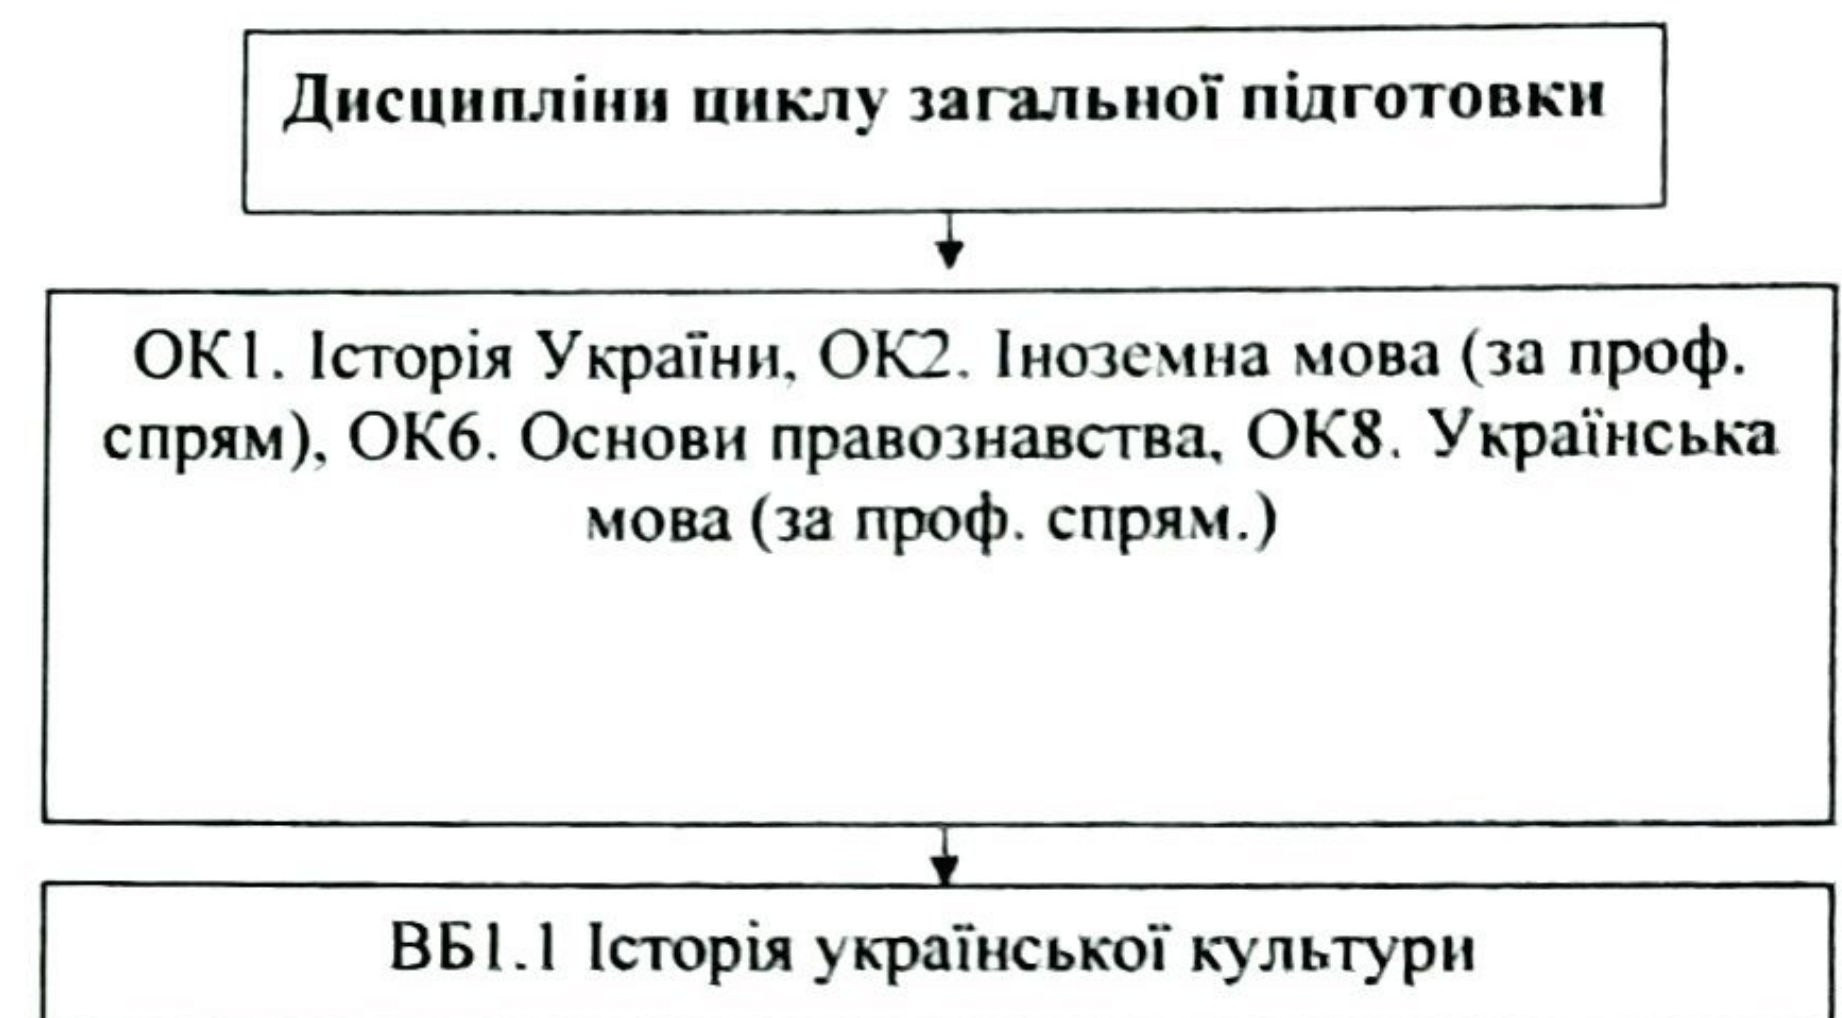 Дисципліни циклу загальної підготовки
ОК1. Історія України, ОК2. Іноземна мова (за проф.
спрям), ОК6. Основи правознавства, ОК8. Українська
мова (за проф. спрям.)
ВБ1.1 Історія української культури